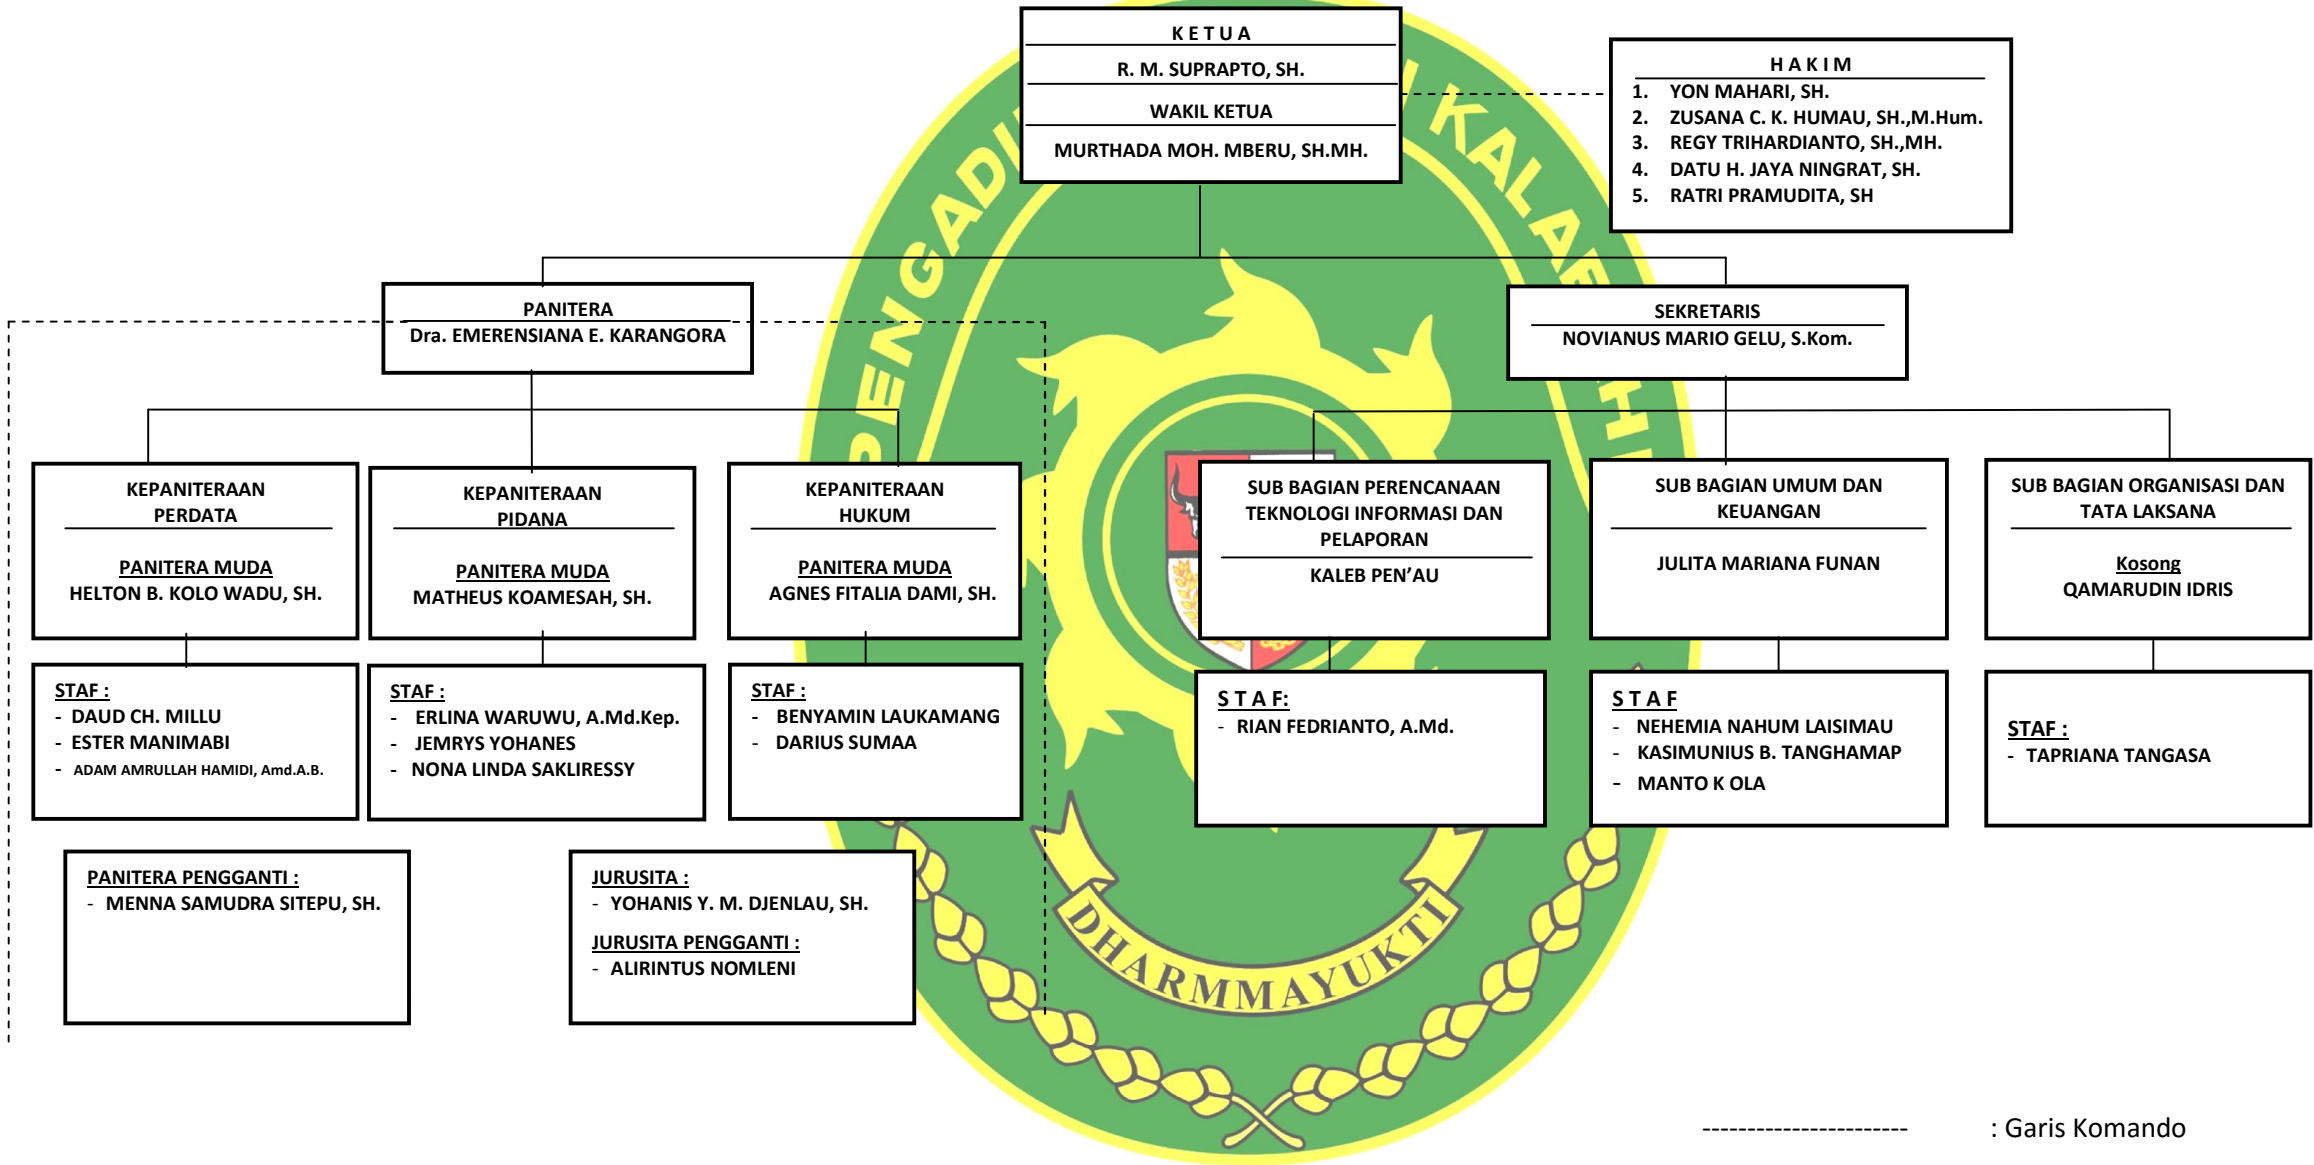 K E T U A
R. M. SUPRAPTO, SH.
WAKIL KETUA
MURTHADA MOH. MBERU, SH.MH.
H A K I M
1. YON MAHARI, SH.
2. ZUSANA C. K. HUMAU, SH.,M.Hum.
3. REGY TRIHARDIANTO, SH.,MH.
4. DATU H. JAYA NINGRAT, SH.
5. RATRI PRAMUDITA, SH
PANITERA
Dra. EMERENSIANA E. KARANGORA
SEKRETARIS
NOVIANUS MARIO GELU, S.Kom.
KEPANITERAAN
PERDATA
PANITERA MUDA
HELTON B. KOLO WADU, SH.
KEPANITERAAN
PIDANA
PANITERA MUDA
MATHEUS KOAMESAH, SH.
KEPANITERAAN
HUKUM
PANITERA MUDA
AGNES FITALIA DAMI, SH.
SUB BAGIAN PERENCANAAN
TEKNOLOGI INFORMASI DAN
PELAPORAN
KALEB PEN’AU
SUB BAGIAN UMUM DAN
KEUANGAN
JULITA MARIANA FUNAN
SUB BAGIAN ORGANISASI DAN
TATA LAKSANA
Kosong
QAMARUDIN IDRIS
STAF :
- DAUD CH. MILLU
- ESTER MANIMABI
- ADAM AMRULLAH HAMIDI, Amd.A.B.
STAF :
- ERLINA WARUWU, A.Md.Kep.
- JEMRYS YOHANES
- NONA LINDA SAKLIRESSY
STAF :
- BENYAMIN LAUKAMANG
- DARIUS SUMAA
S T A F:
- RIAN FEDRIANTO, A.Md.
S T A F
- NEHEMIA NAHUM LAISIMAU
- KASIMUNIUS B. TANGHAMAP
- MANTO K OLA
STAF :
- TAPRIANA TANGASA
PANITERA PENGGANTI :
- MENNA SAMUDRA SITEPU, SH.
JURUSITA :
- YOHANIS Y. M. DJENLAU, SH.
JURUSITA PENGGANTI :
- ALIRINTUS NOMLENI
DHARMMAYUKTI
: Garis Komando